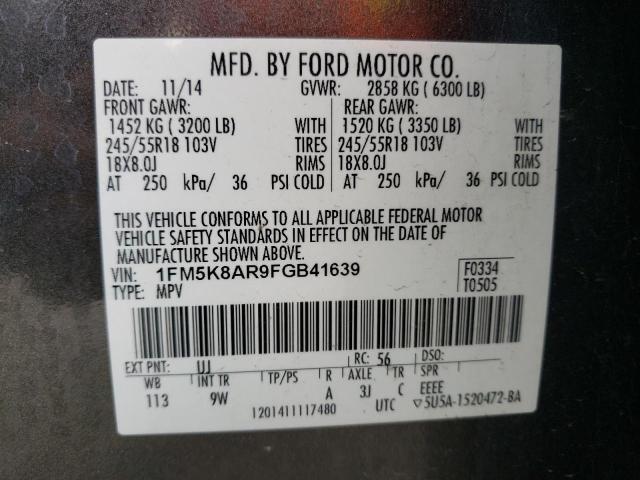 MFD. BY FORD MOTOR CO.
DATE: 11/14 GVWR: 2858 KG ( 6300 LB)
FRONT GAWR: REAR GAWR:
1452 KG ( 3200 LB) WITH 1520 KG ( 3350 LB) WITH
245/55R18 103V TIRES 245/55R18 103V TIRES
18X8.0J RIMS 18X8.0J RIMS
AT 250 kPa/ 36 PSI COLD AT 250 kPa/ 36 PSI COLD
THIS VEHICLE CONFORMS TO ALL APPLICABLE FEDERAL MOTOR
VEHICLE SAFETY STANDARDS IN EFFECT ON THE DATE OF
MANUFACTURE SHOWN ABOVE.
VIN: 1FM5K8AR9FGB41639 F0334
TYPE: MPV T0505
EXT PNT: UJ RC: 56 DSO:
WB INT TR TP/PS R AXLE TR SPR
113 9W A 3J C EEEE
1201411117480 UTC ▽5U5A-1520472-BA